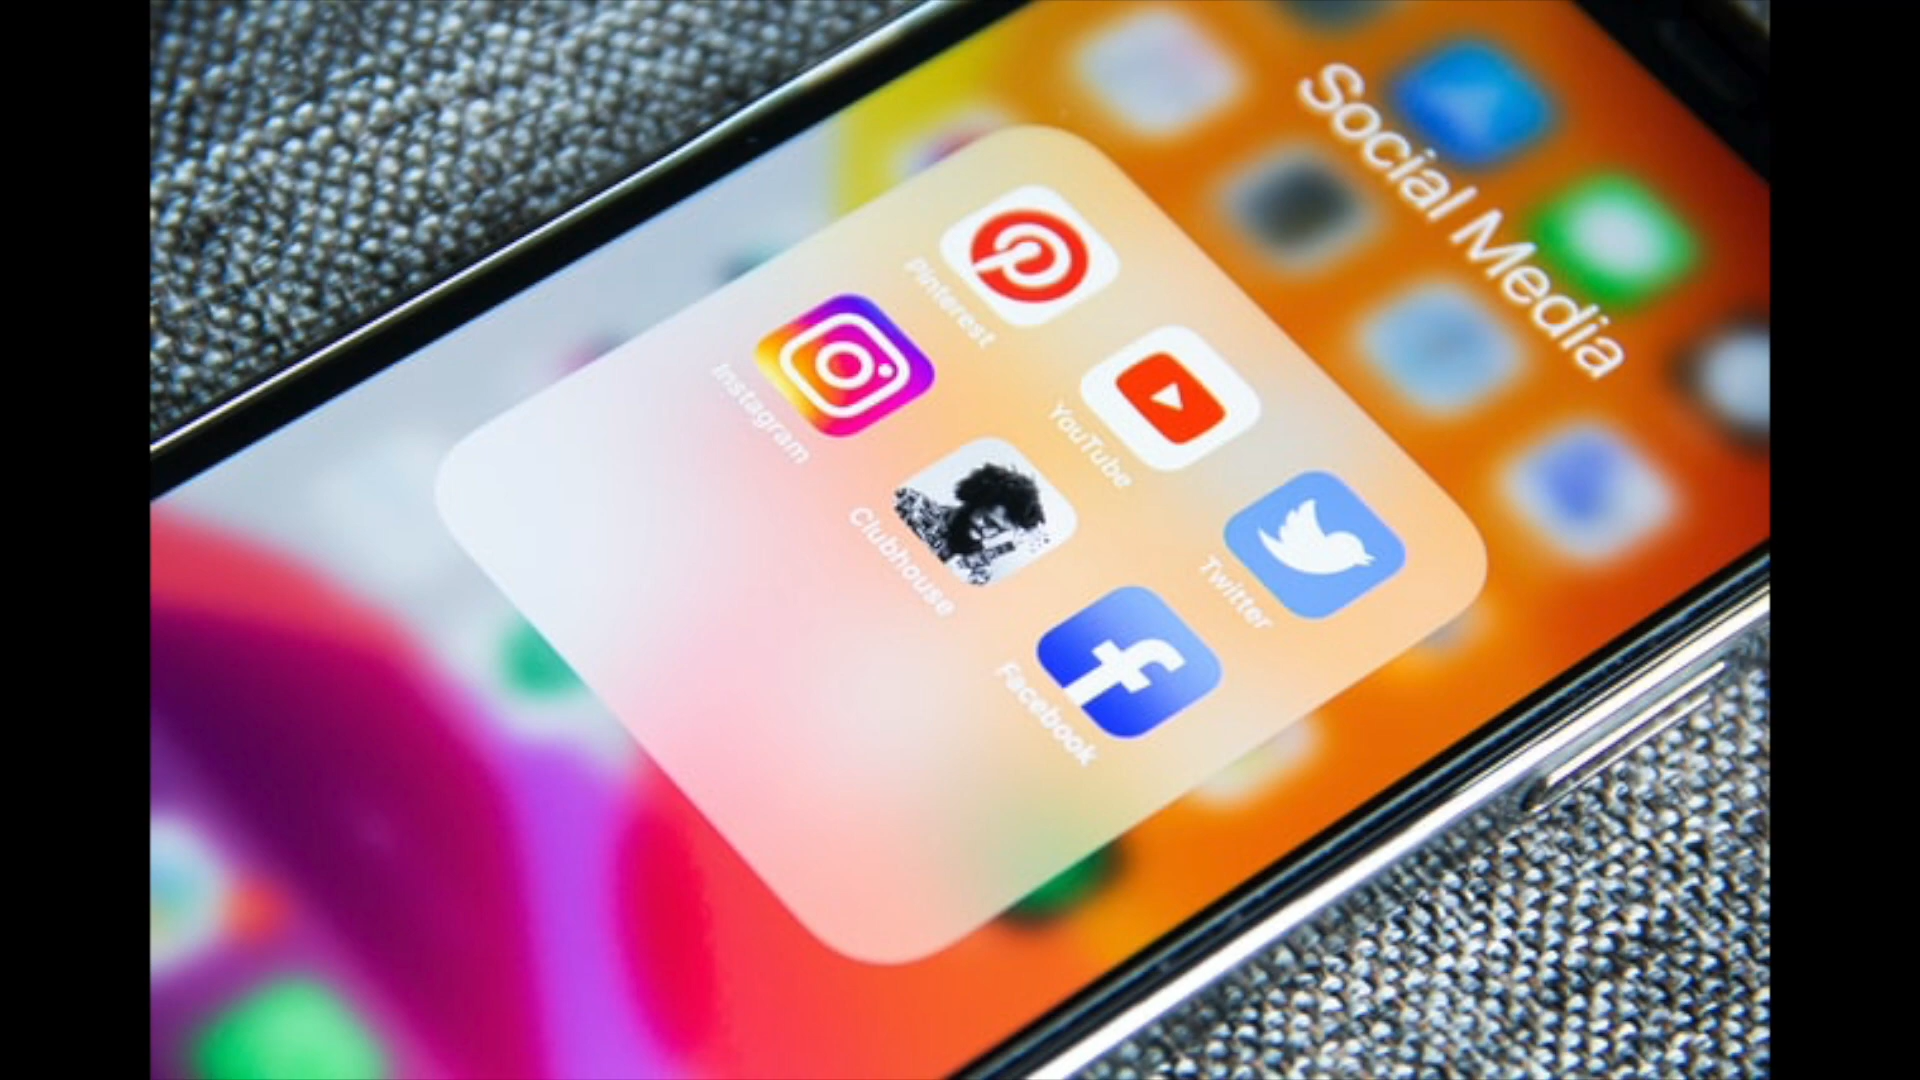 Social Media
Pinterest
YouTube
Twitter
Instagram
Clubhouse
Facebook